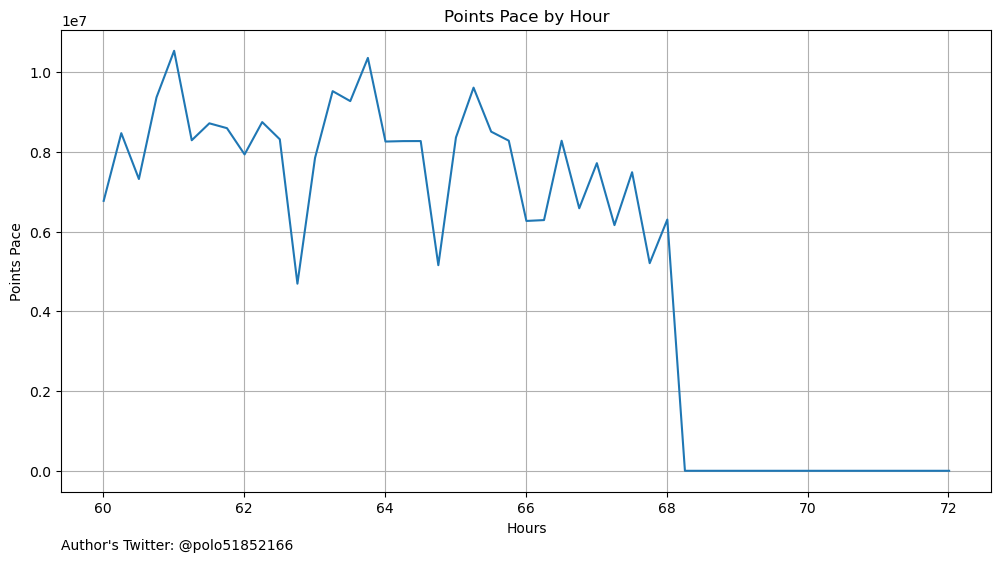 Points Pace by Hour
1e7
1.0
0.8
0.6
0.4
0.2
0.0
Points Pace
60 62 64 66 68 70 72
Hours
Author's Twitter: @polo51852166